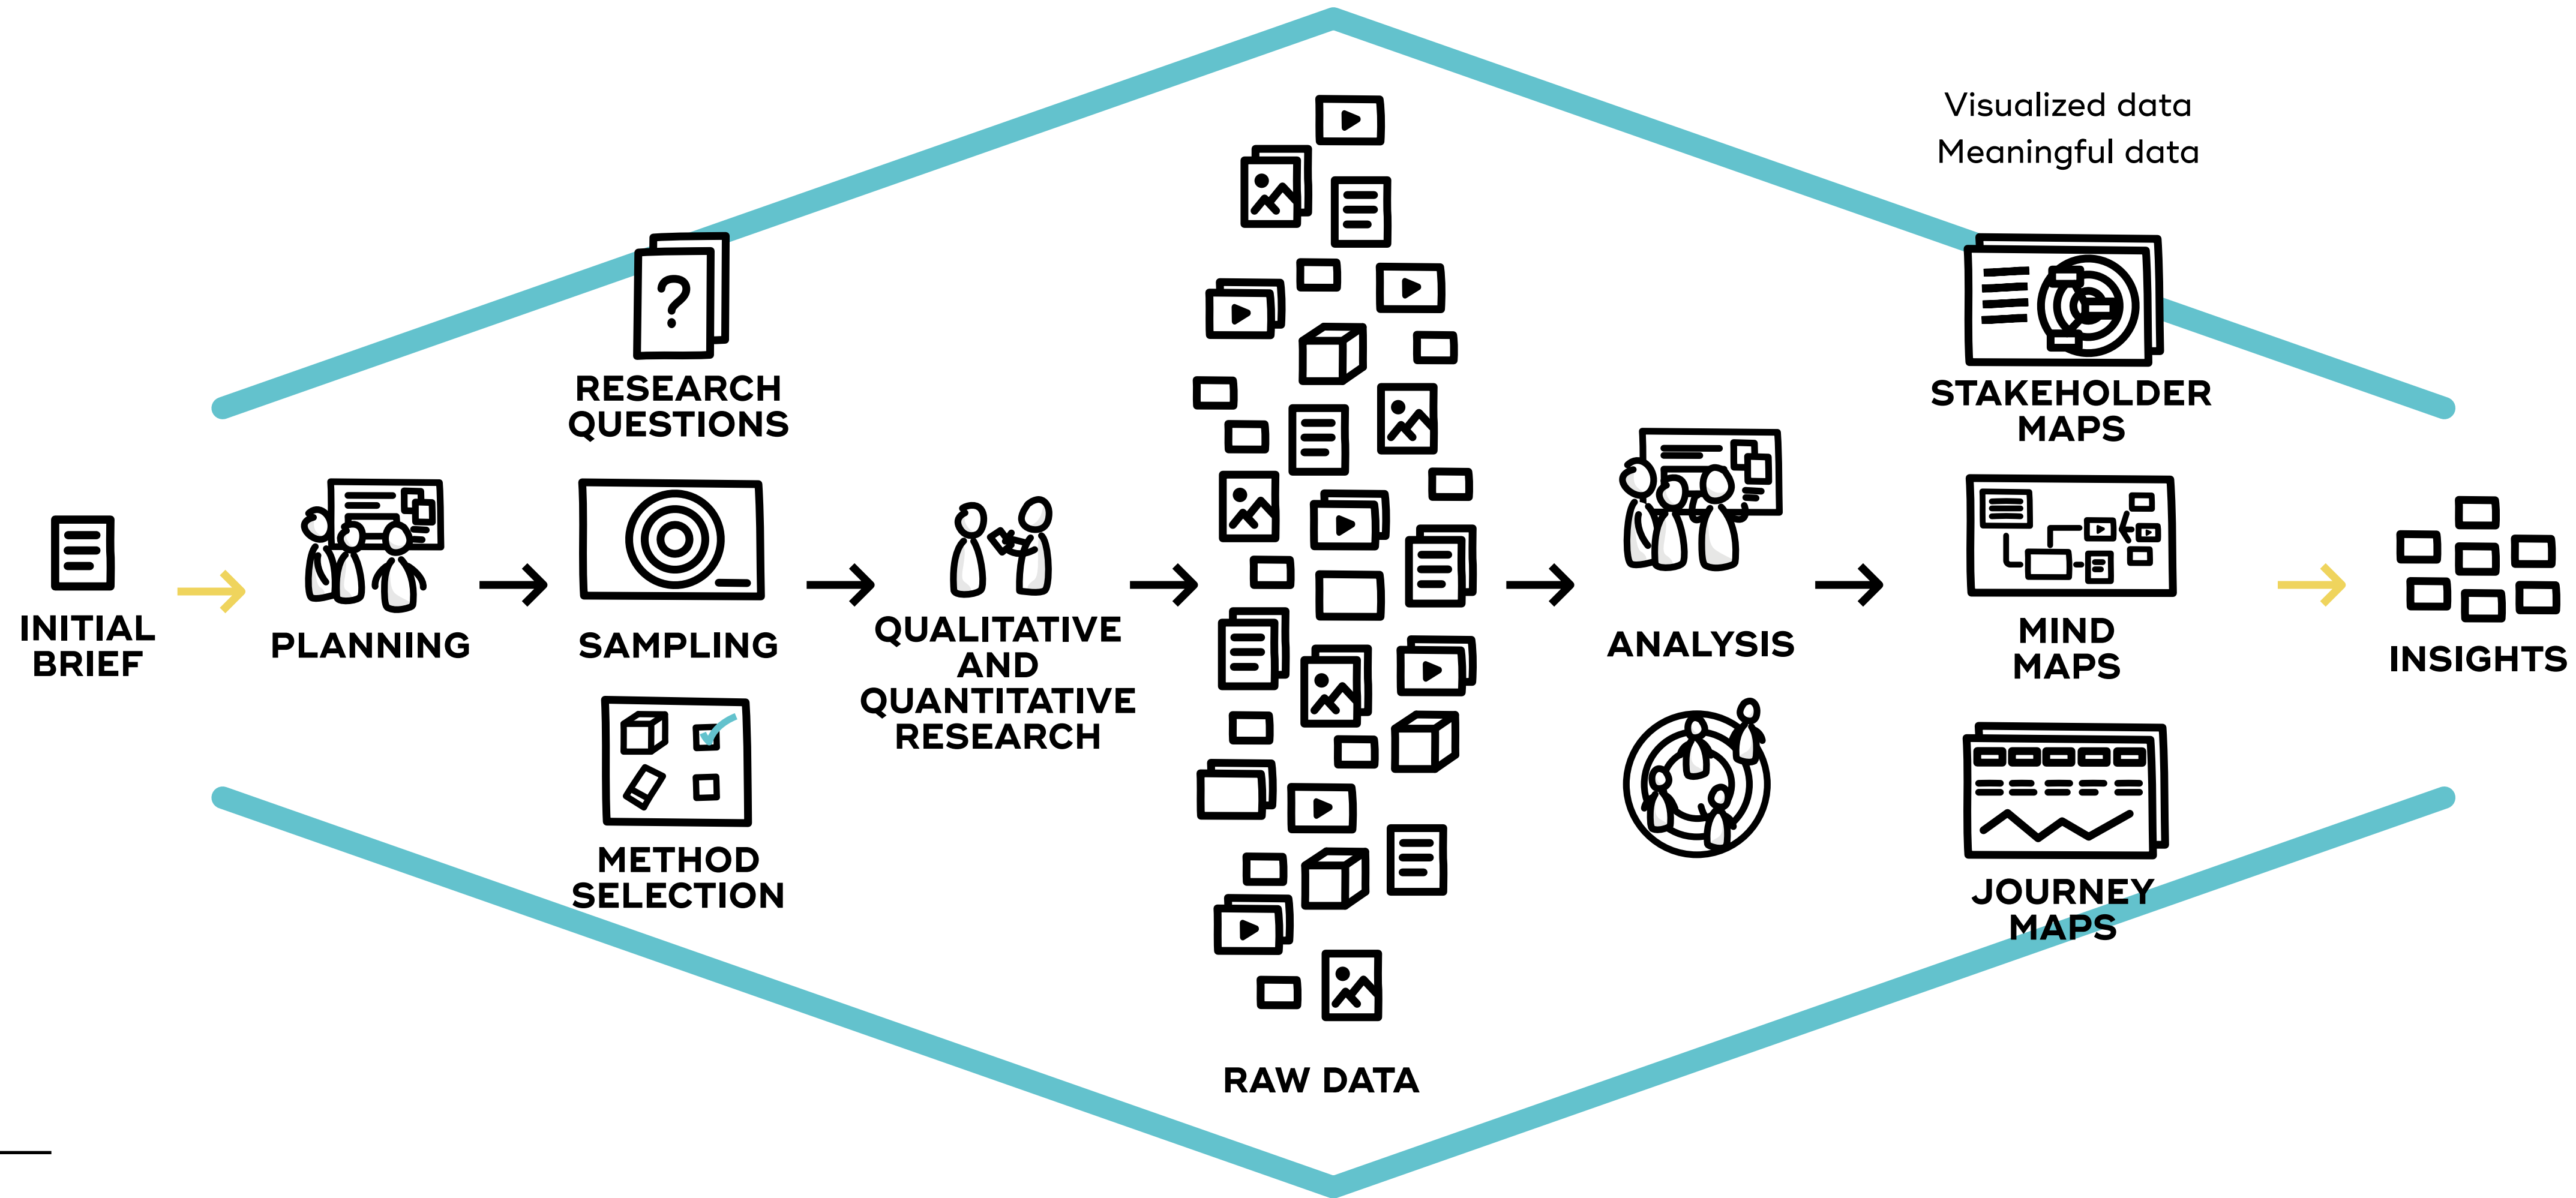 Visualized data
Meaningful data
RESEARCH
QUESTIONS
?
STAKEHOLDER
MAPS
INITIAL
BRIEF
PLANNING
SAMPLING
QUALITATIVE
AND
QUANTITATIVE
RESEARCH
ANALYSIS
MIND
MAPS
INSIGHTS
METHOD
SELECTION
JOURNEY
MAPS
RAW DATA